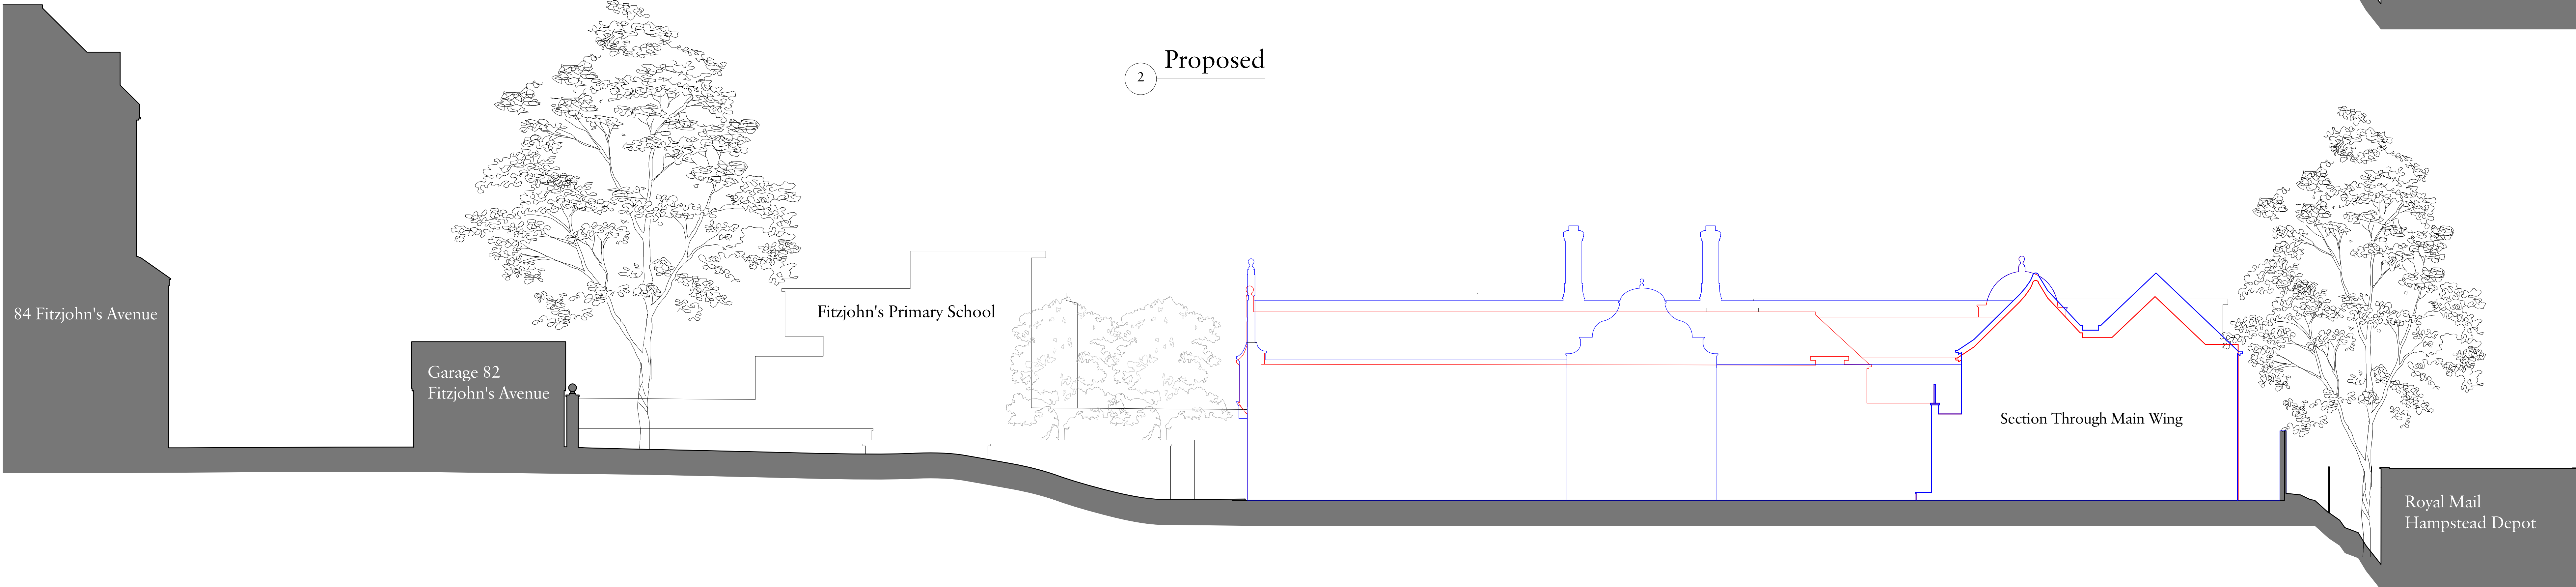 2
Proposed
84 Fitzjohn's Avenue
Fitzjohn's Primary School
Garage 82
Fitzjohn's Avenue
Section Through Main Wing
Royal Mail
Hampstead Depot